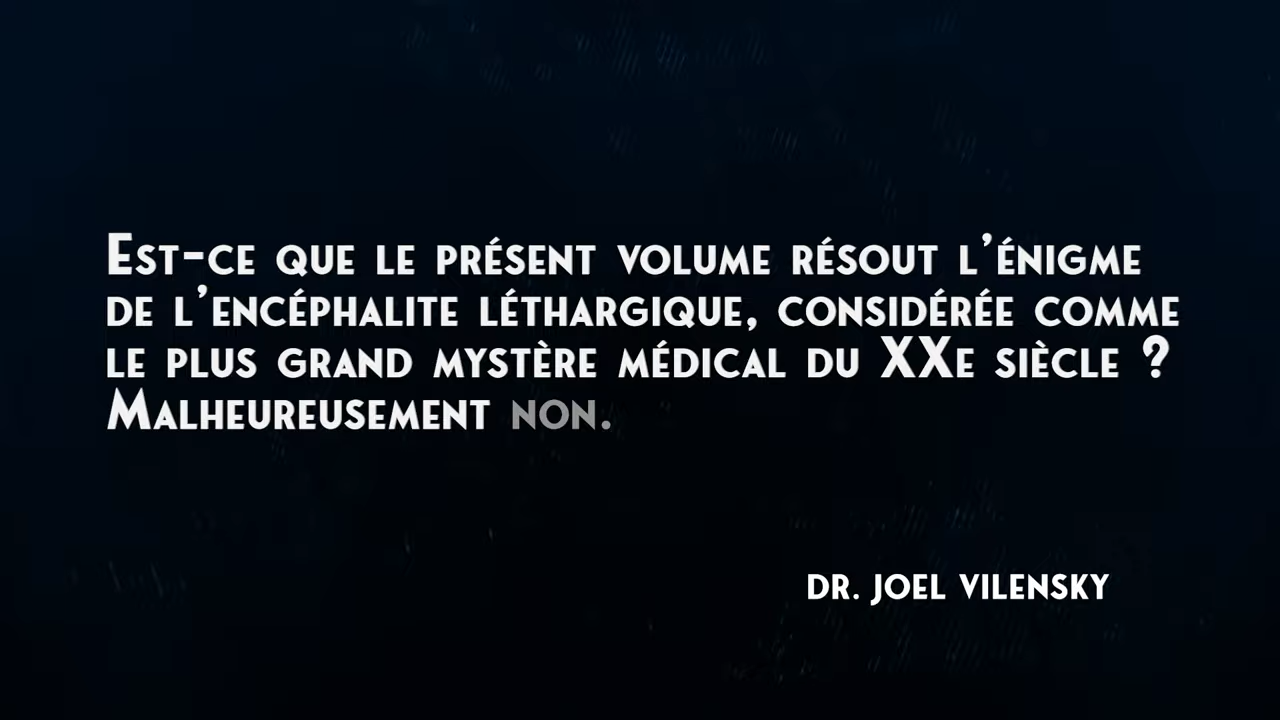 Est-ce que le présent volume résout l'énigme
de l'encéphalite léthargique, considérée comme
le plus grand mystère médical du XXe siècle ?
Malheureusement non.
Dr. Joel Vilensky